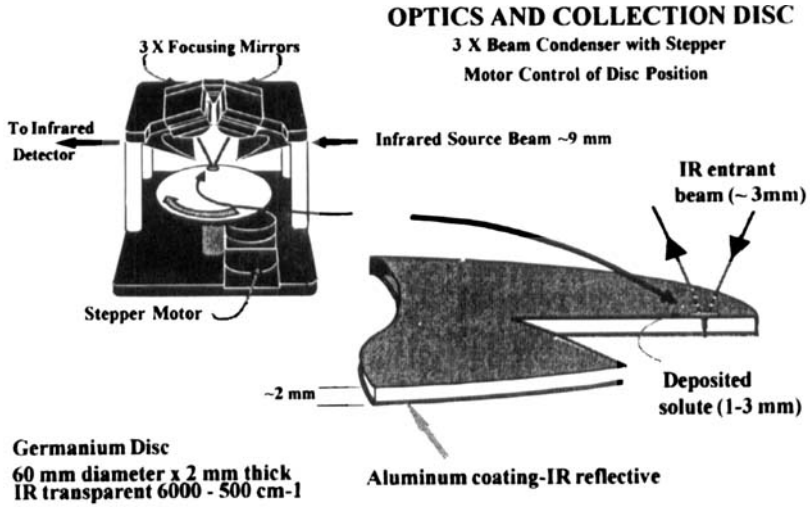 OPTICS AND COLLECTION DISC
3 X Beam Condenser with Stepper
Motor Control of Disc Position
3 X Focusing Mirrors
To Infrared
Detector
Infrared Source Beam ~9 mm
IR entrant
beam (~ 3mm)
Stepper Motor
~2 mm
Deposited
solute (1-3 mm)
Germanium Disc
60 mm diameter x 2 mm thick
IR transparent 6000 - 500 cm-1
Aluminum coating-IR reflective